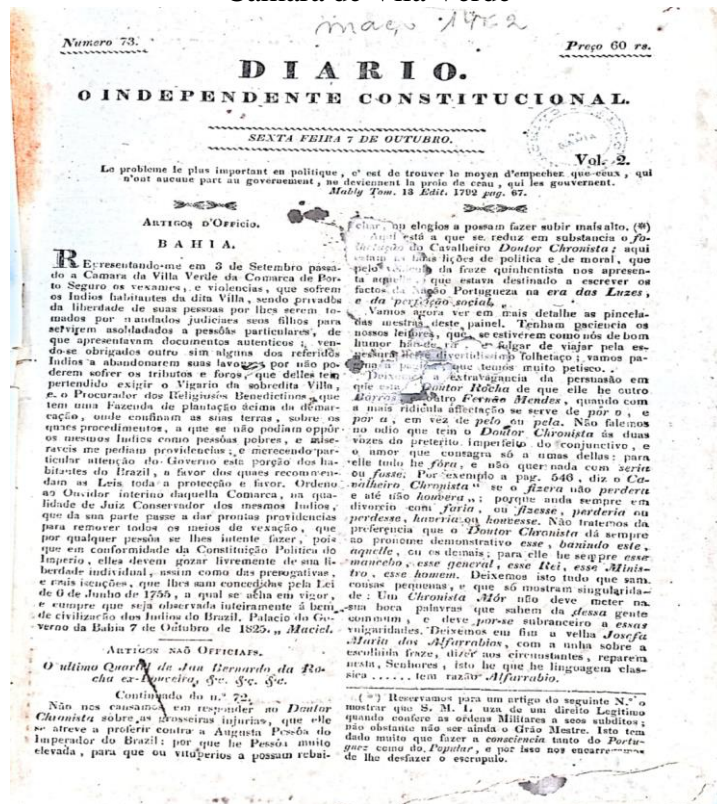 Camara de Vila Verde
março 1952
Numero 73.
Preço 60 rs.
DIARIO.
O INDEPENDENTE CONSTITUCIONAL.
SEXTA FEIRA 7 DE OUTUBRO.
BAHIA
Vol. 2.
Le probleme le plus important en politique, c' est de trouver le moyen d'empecher que ceux, qui
n'ont aucune part au gouvernement, ne deviennent la proie de ceau, qui les gouvernent.
Mably Tom. 13 Edit. 1792 pag. 67.
ARTIGOS D'OFFICIO.
BAHIA.
REpresentando-me em 3 de Setembro passa-
do a Camara da Villa Verde da Comarca de Por-
to Seguro os vexames, e violencias, que sofrem
os Indios habitantes da dita Villa, sendo privados
da liberdade de suas pessoas por lhes serem to-
mados por mandados judiciaes seus filhos para
servirem asoldadados a pessôas particulares, de
que apresentavam documentos autenticos; ven-
do-se obrigados outro sim alguns dos referidos
Indios a abandonarem suas lavouras por não po-
derem sofrer os tributos e foros, que delles tem
pertendido exigir o Vigario da sobredita Villa,
e o Procurador dos Religiosos Benedictinos, que
tem uma Fazenda de plantação ácima da démar-
cação, onde confinam as suas terras, sobre os
quaes procedimentos, a que se não podiam oppôr
os mesmos Indios como pessôas pobres, e mise-
raveis me pediam providencias; e merecendo par-
ticular attenção do Governo esta porção dos ha-
bitantes do Brazil, a favor dos quaes recommen-
dam as Leis toda a protecção e favor. Ordeno
ao Ouvidor interino daquella Comarca, na qua-
lidade de Juiz Conservador dos mesmos Indios,
que da sua parte passe a dar prontas providencias
para remover todos os meios de vexação, que
por qualquer pessôa se lhes intente fazer, pois
que em conformidade da Constituição Politica do
Imperio, elles devem gozar livremente de sua li-
berdade individual, assim como das prerogativas,
e mais isenções, que lhes sam concedidas pela Lei
de 6 de Junho de 1755, a qual se acha em vigor,
e cumpre que seja observada inteiramente á bem
de civilização dos Indios do Brazil. Palacio do Go-
verno da Bahia 7 de Outubro de 1825. „ Maciel.
ARTIGOS NAÕ OFFICIAES.
O ultimo Quartel de Jan Bernardo da Ro-
cha ex-Loureiro, &c. &c. &c.
Continuado do n.° 72.
Não nos cansamos em responder ao Doutor
Chronista sobre as grosseiras injurias, que elle
se atreve a proferir contra a Augusta Pessôa do
Imperador do Brazil; por que he Pessôa muito
elevada, para que ou vituperios a possam rebai-
char, ou elogios a possam fazer subir mais alto. (*)
Aqui está a que se reduz em substancia o fo-
do Cavalheiro Doutor Chronista; aqui
estam as bellas lições de politica e de moral, que
pelo da fraze quinhentista nos apresen-
ta aquelle, que estava destinado a escrever os
factos da Nação Portugueza na era das Luzes,
e da perfeição social.
Vamos agora ver em mais detalhe as pincela-
das mestras deste painel. Tenham paciencia os
nossos leitores, que se estiverem como nós de bom
humor hão de rir, e folgar de viajar pela es-
divertidissimo folhetaço; vamos pa-
que temos muito petisco.
a extravagancia da persuasão em
que está Doutor Rocha de que elle he outro
Barros outro Fernão Mendes, quando com
a mais ridicula affectação se serve de pór o, e
por a, em vez de pelo ou pela. Não falemos
no odio que tem o Doutor Chronista ás duas
vozes do preterito imperfeito do conjunctivo, e
o amor que consagra só a umas dellas: para
elle tudo he fóra, e não quer nada com seria
ou fosse: Por exemplo a pag. 546, diz o Ca-
valheiro Chronista " se o fizera não perdera
e até não houvera „; porque anda sempre em
divorcio com faria, ou fizesse, perderia ou
perdesse, haveria ou houvesse. Não tratemos da
preferencia que o Doutor Chronista dá sempre
ao pronome demonstrativo esse, banindo este,
aquelle, ou os demais; para elle he sempre esse
mancebo, esse general, esse Rei, esse Minis-
tro, esse homem. Deixemos isto tudo que sam
cousas pequenas, e que só mostram singularida-
de: Um Chronista Mór não deve meter na
sua boca palavras que sahem da dessa gente
commum, e deve pôr-se subranceiro a essas
vulgaridades. Deixemos em fim a velha Josefa
Maria dos Alfarrabios, com a unha sobre a
escolhida fraze, dizer aos circumstantes, reparem
nesta, Senhores, isto he que he linguagem clas-
sica ...... tem razão Alfarrabio.
(*) Reservamos para um artigo do seguinte N.° o
mostrar que S. M. I. uza de um direito Legitimo
quando confere as ordens Militares a seos subditos;
não obstante não ser ainda o Grão Mestre. Isto tem
dado muito que fazer a consciencia tanto do Portu-
guez como do Popular, e por isso nos encarregamos
de lhe desfazer o escrupulo.